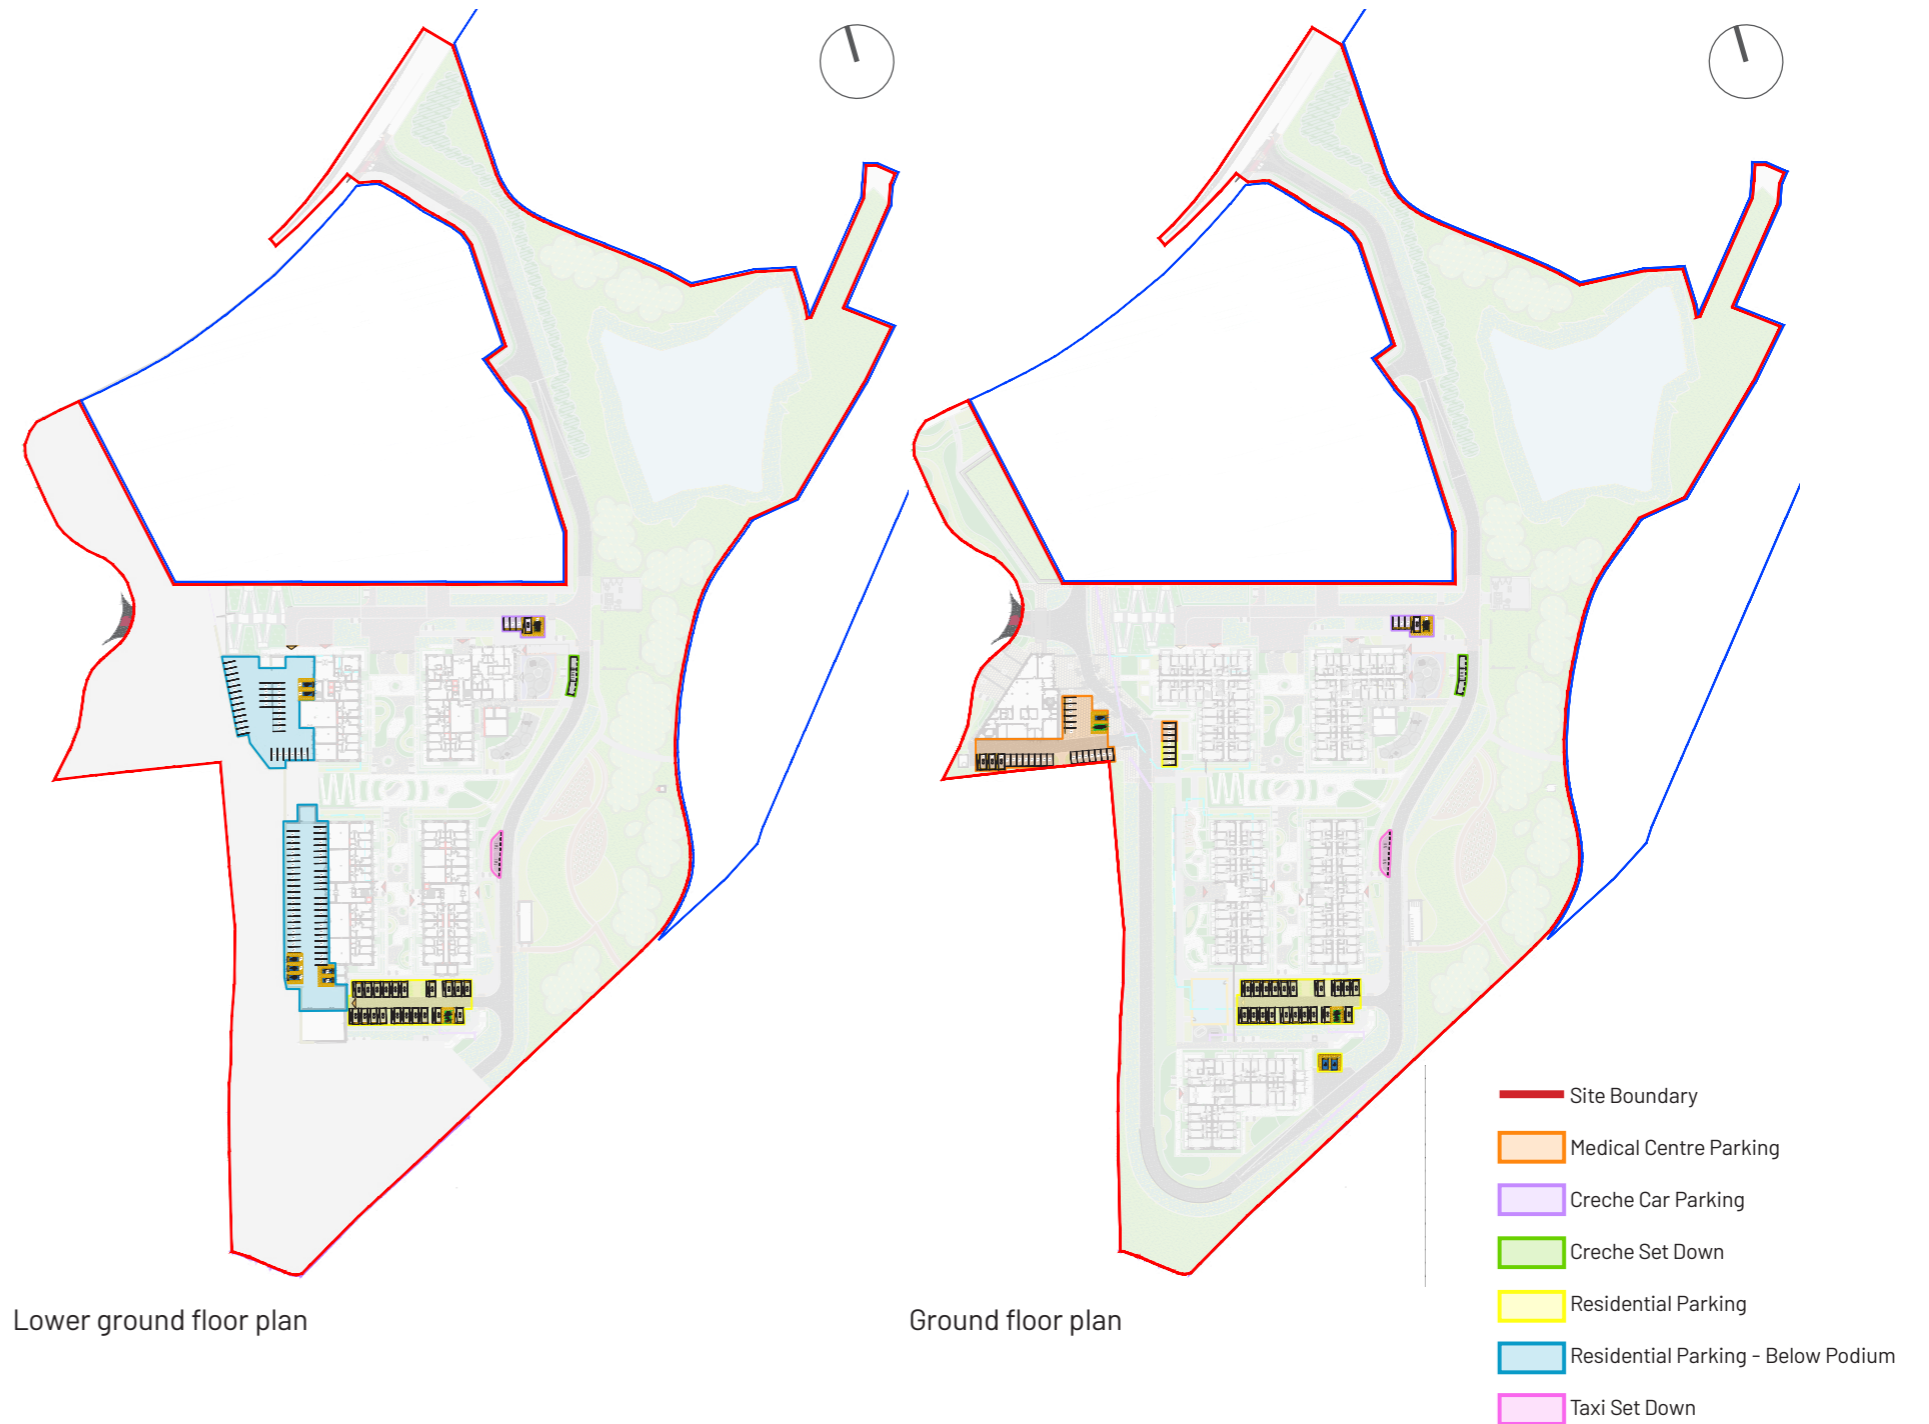 Site Boundary
Medical Centre Parking
Creche Car Parking
Creche Set Down
Residential Parking
Residential Parking - Below Podium
Taxi Set Down
Lower ground floor plan
Ground floor plan